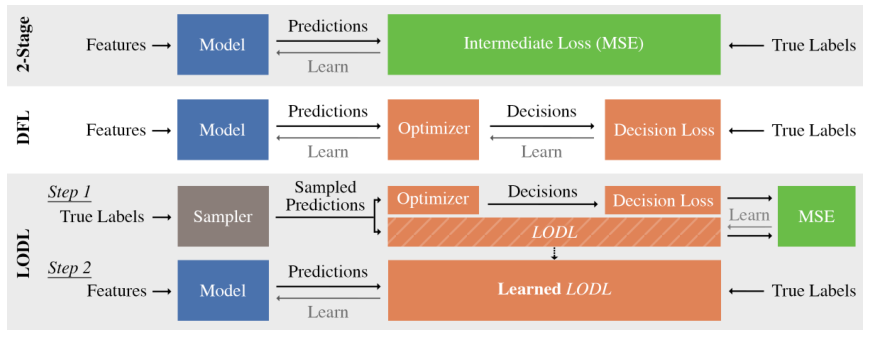 2-Stage
Features
Model
Predictions
Learn
Intermediate Loss (MSE)
True Labels
DFL
Features
Model
Predictions
Learn
Optimizer
Decisions
Learn
Decision Loss
True Labels
LODL
Step 1
True Labels
Sampler
Sampled
Predictions
Optimizer
Decisions
Decision Loss
LODL
Learn
MSE
Step 2
Features
Model
Predictions
Learn
Learned LODL
True Labels